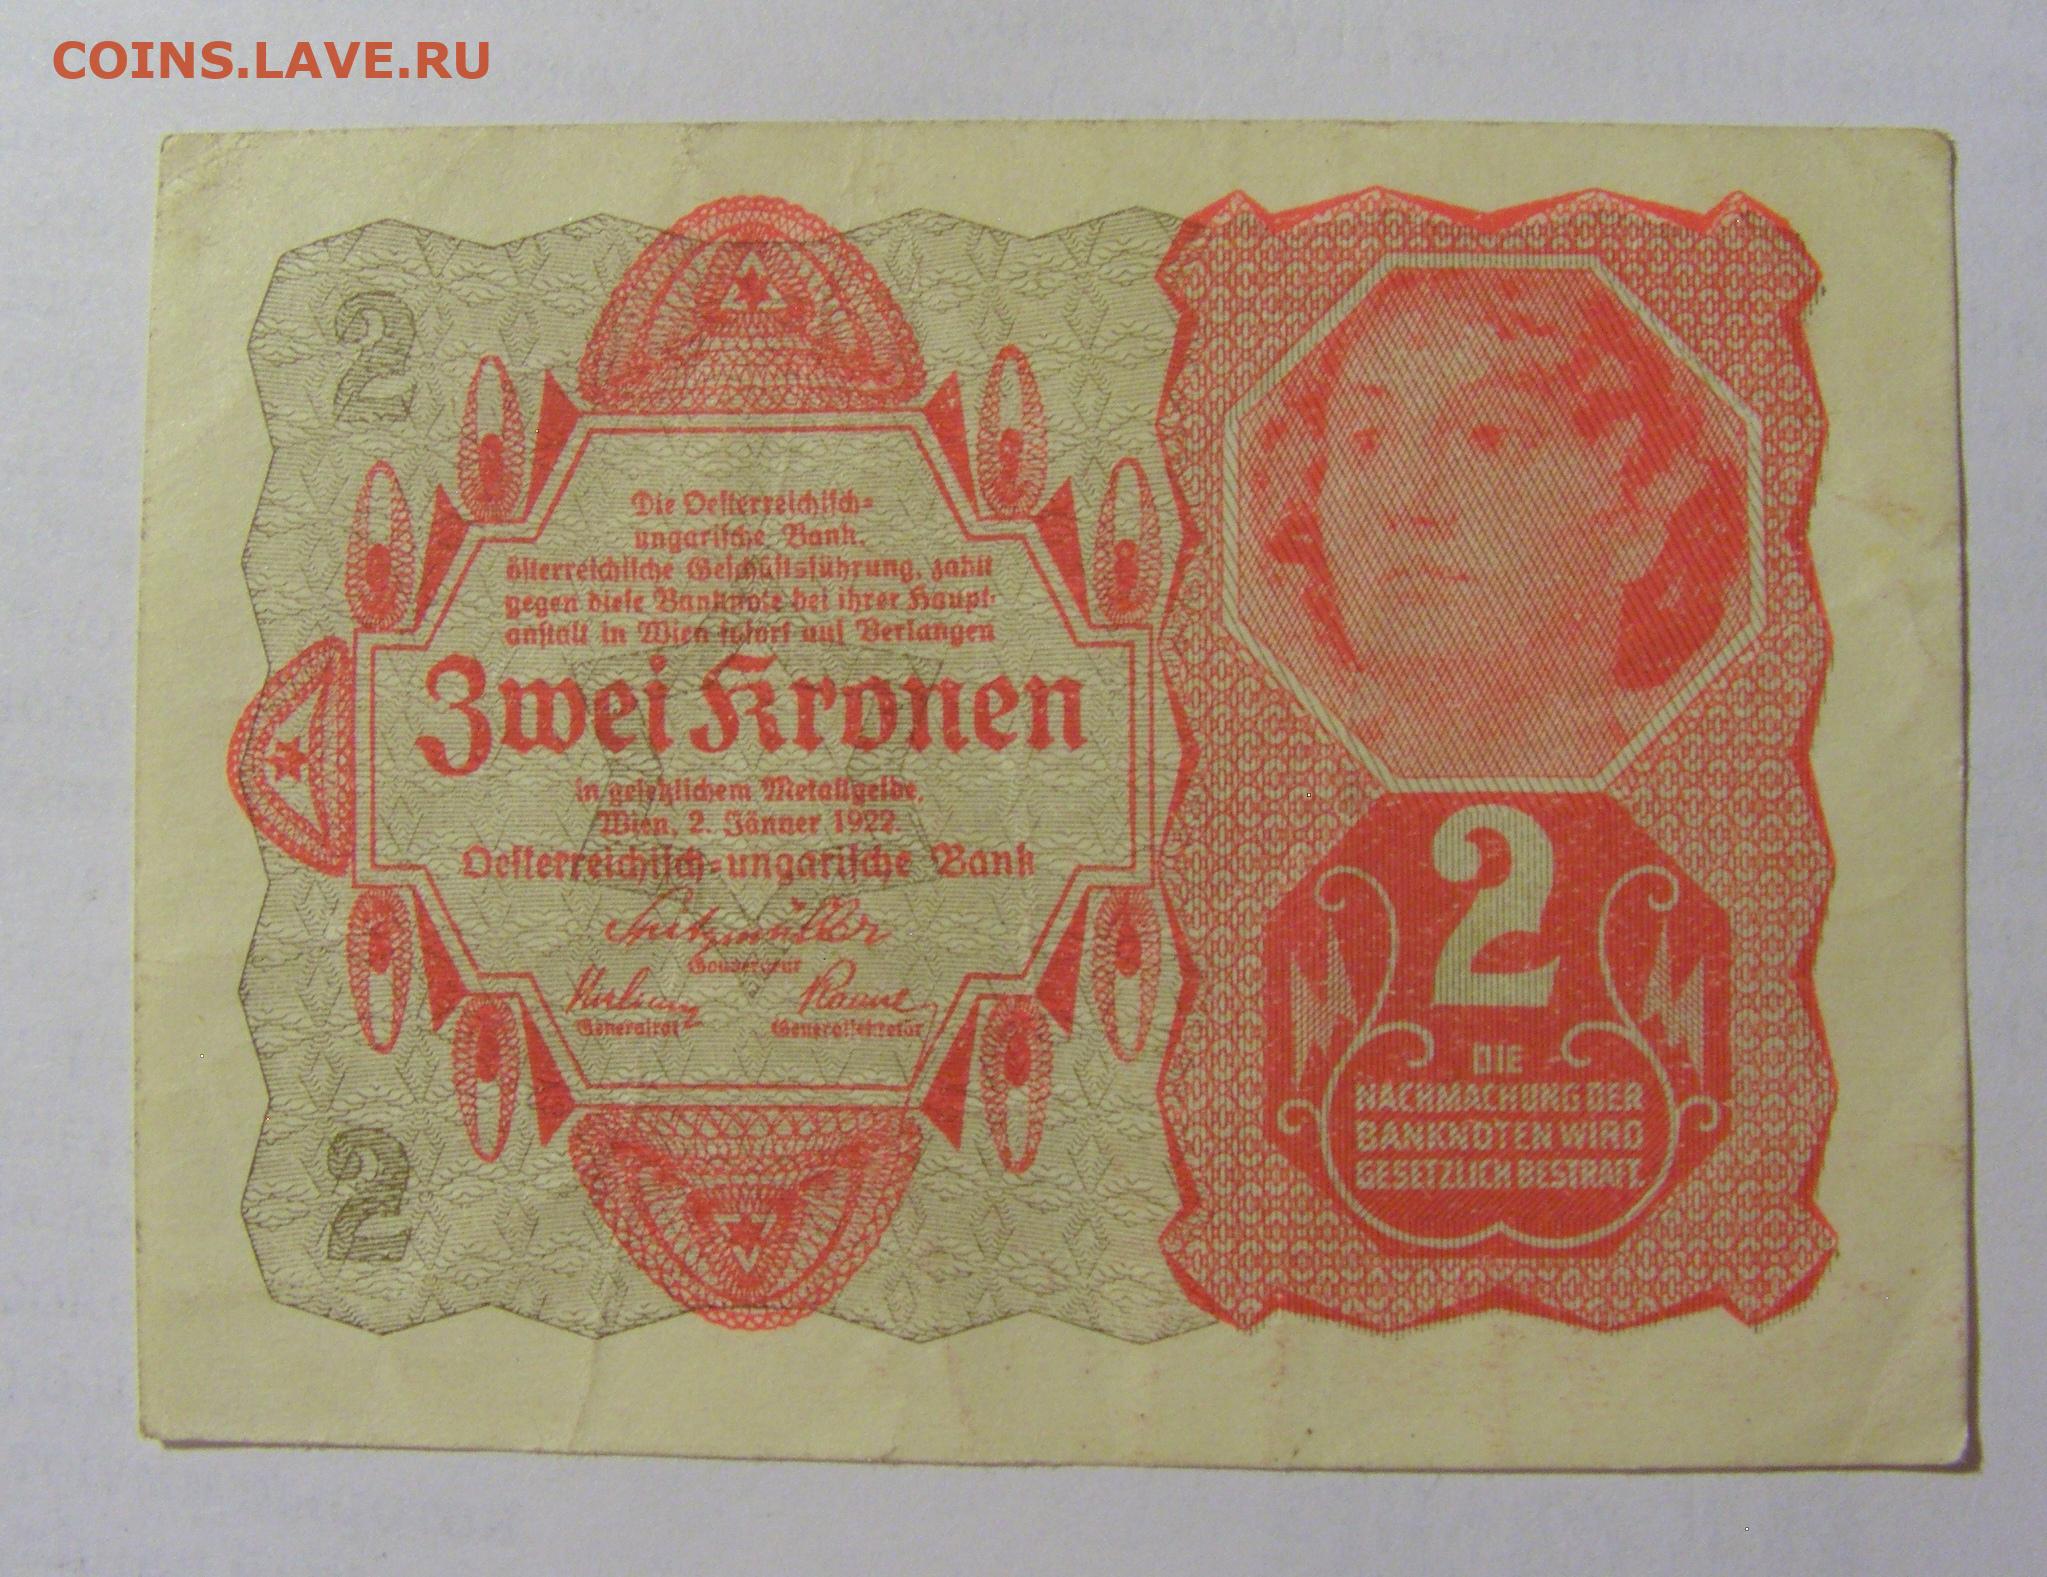 COINS.LAVE.RU
2
Die Oesterreichisch-
ungarische Bank,
österreichische Geschäftsführung, zahlt
gegen diese Banknote bei ihrer Haupt-
anstalt in Wien sofort auf Verlangen
Zwei Kronen
in gesetzlichem Metallgelde.
Wien, 2. Jänner 1922.
Oesterreichisch-ungarische Bank
Spitzmüller
Gouverneur
Generalrat Generalsekretär
2
2
DIE
NACHMACHUNG DER
BANKNOTEN WIRD
GESETZLICH BESTRAFT.